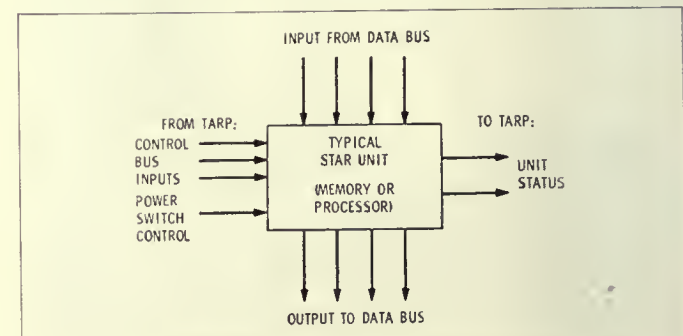 INPUT FROM DATA BUS
FROM TARP:
CONTROL
BUS
INPUTS
POWER
SWITCH
CONTROL
TYPICAL
STAR UNIT
(MEMORY OR
PROCESSOR)
TO TARP:
UNIT
STATUS
OUTPUT TO DATA BUS